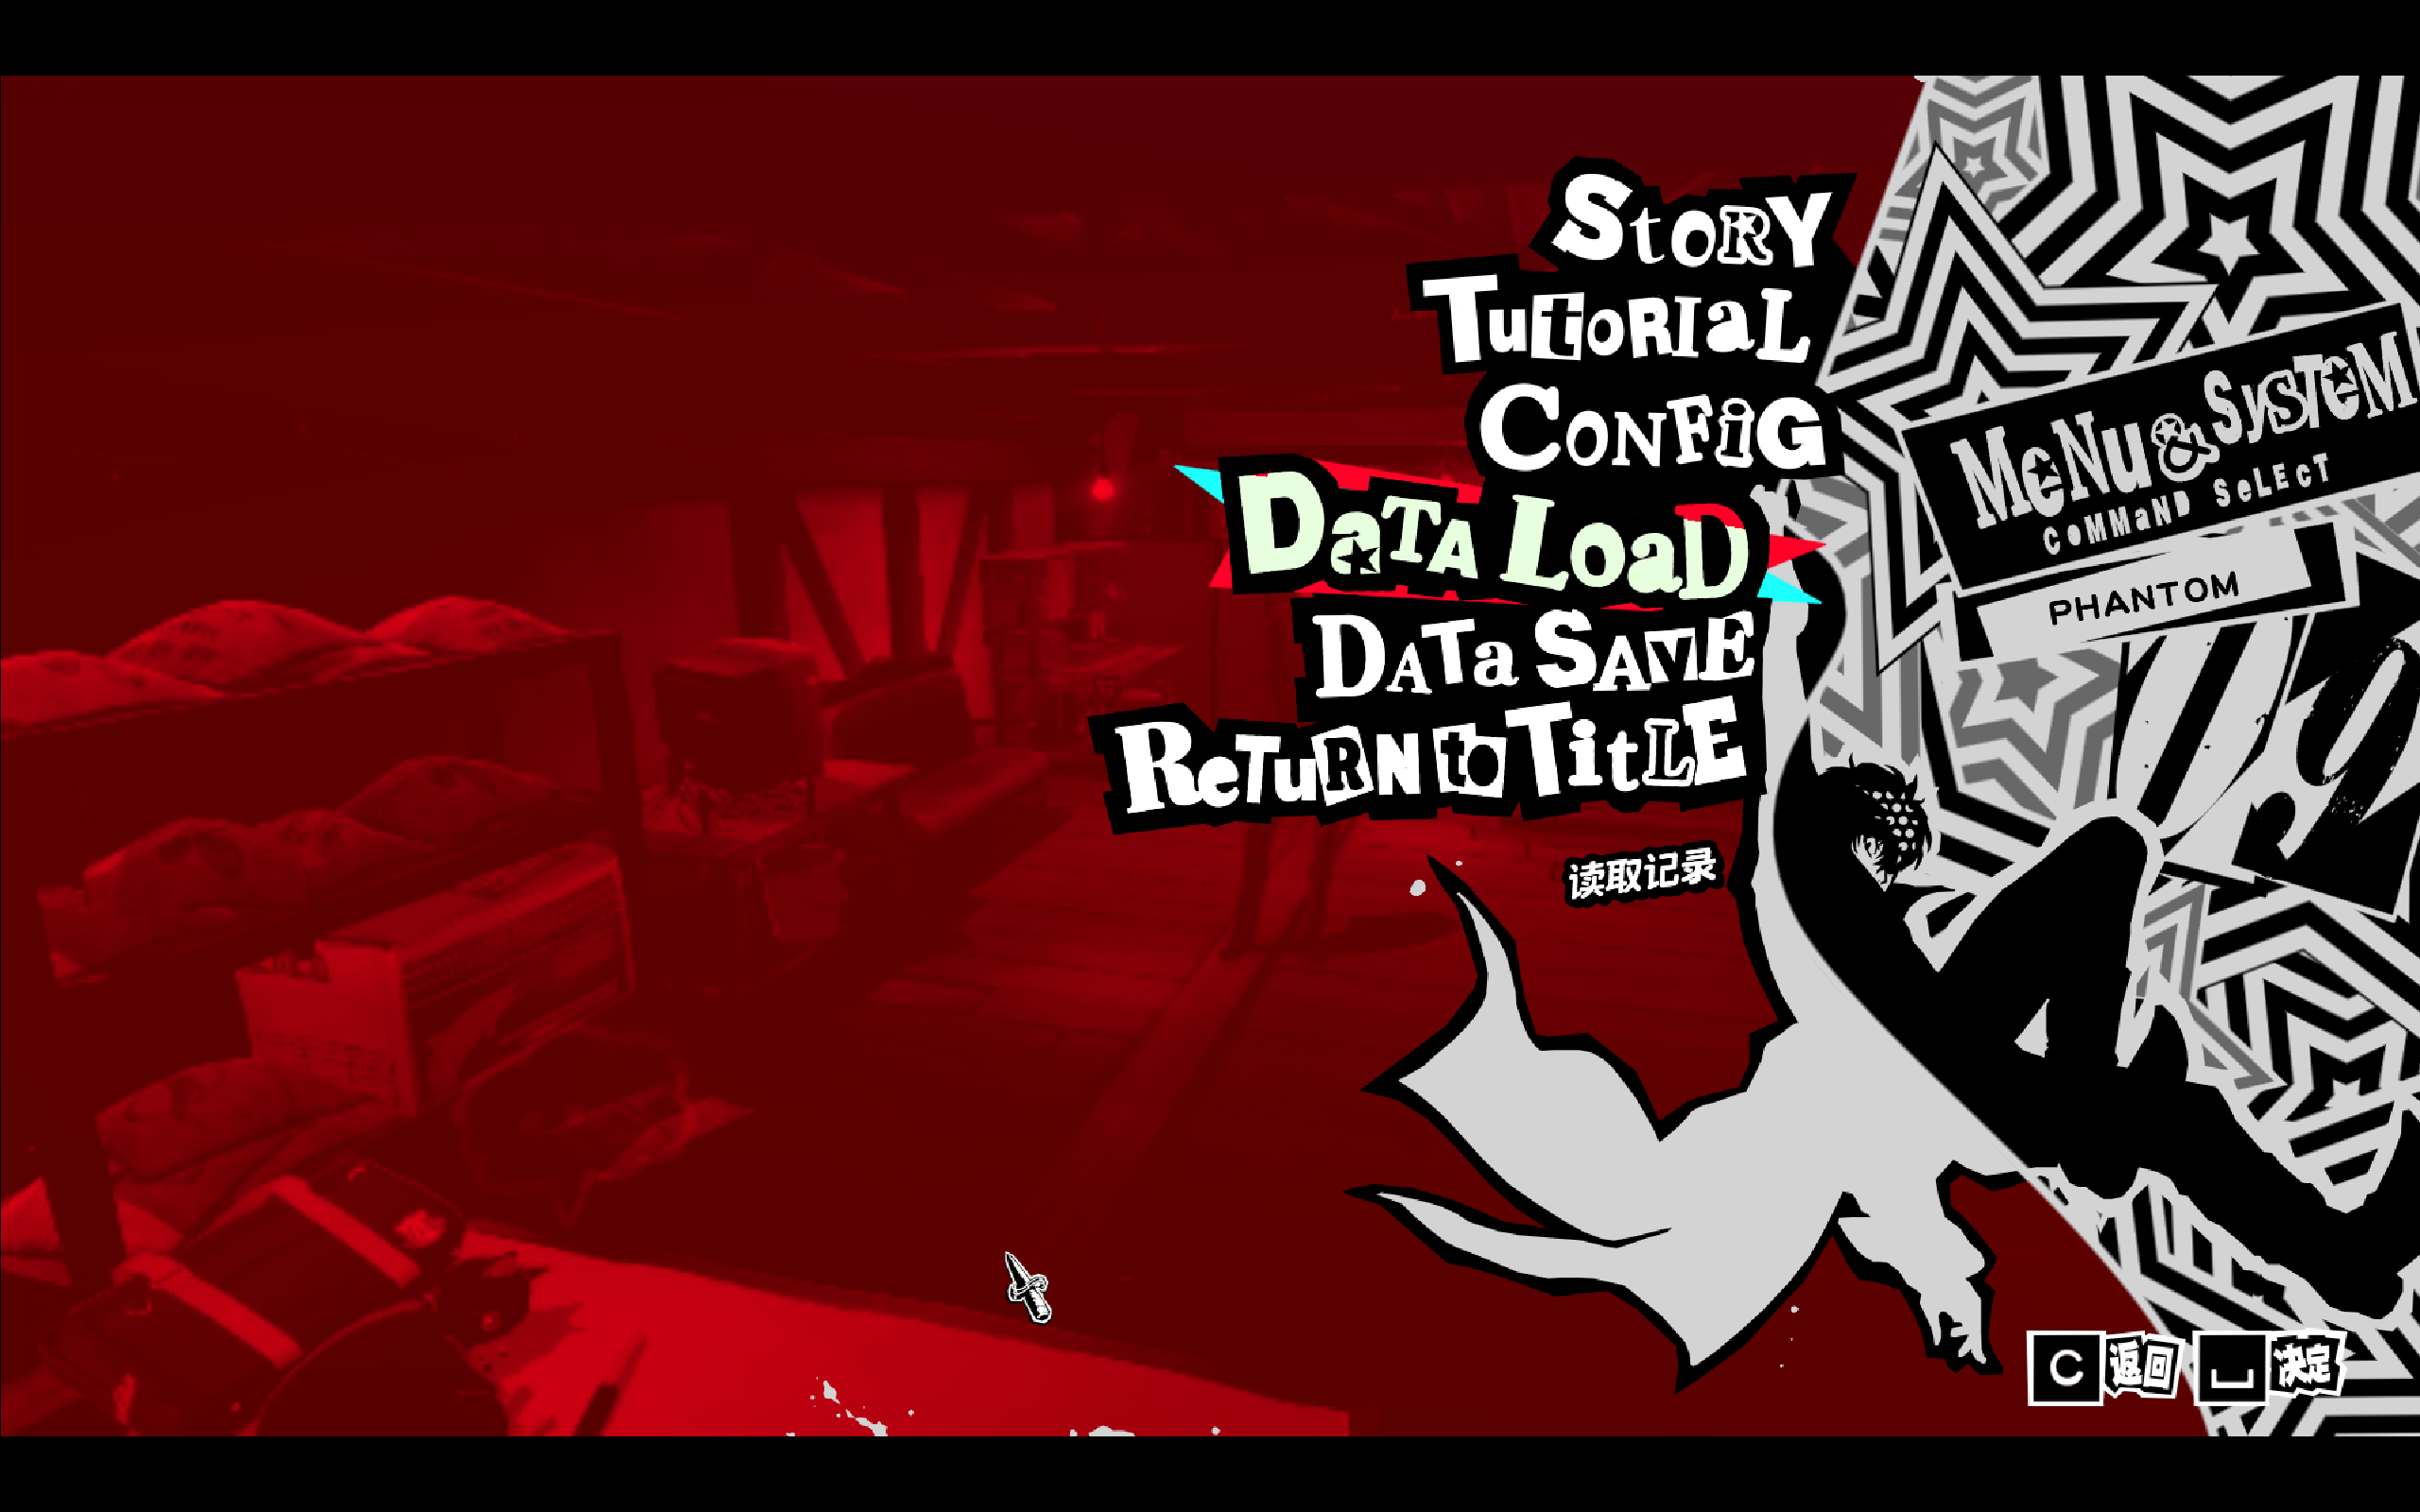 StoRY
TutoRIaL
CoNFiG
DaTA LoaD
DATa SAVE
ReTuRN to TitLE
读取记录
MeNu & SySTeM
CoMMaND SeLEcT
PHANTOM
C 返回 決定